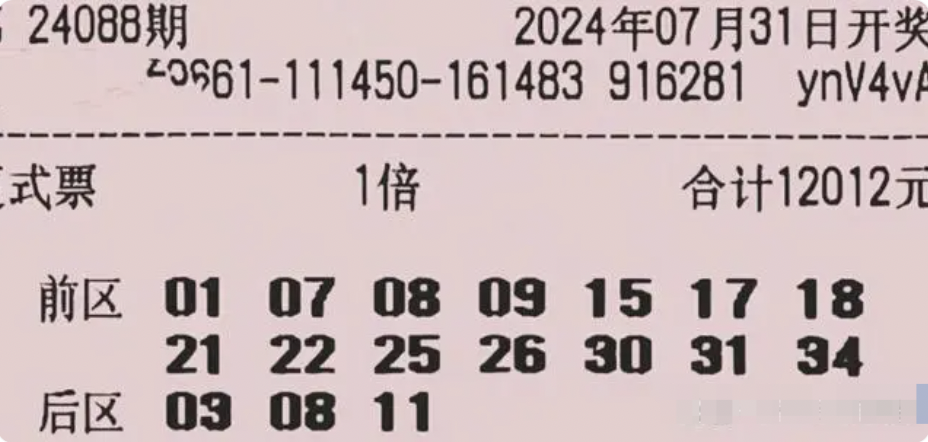 24088期 2024年07月31日开奖
661-111450-161483 916281 ynV4vA
式票 1倍 合计12012元
前区 01 07 08 09 15 17 18
21 22 25 26 30 31 34
后区 03 08 11